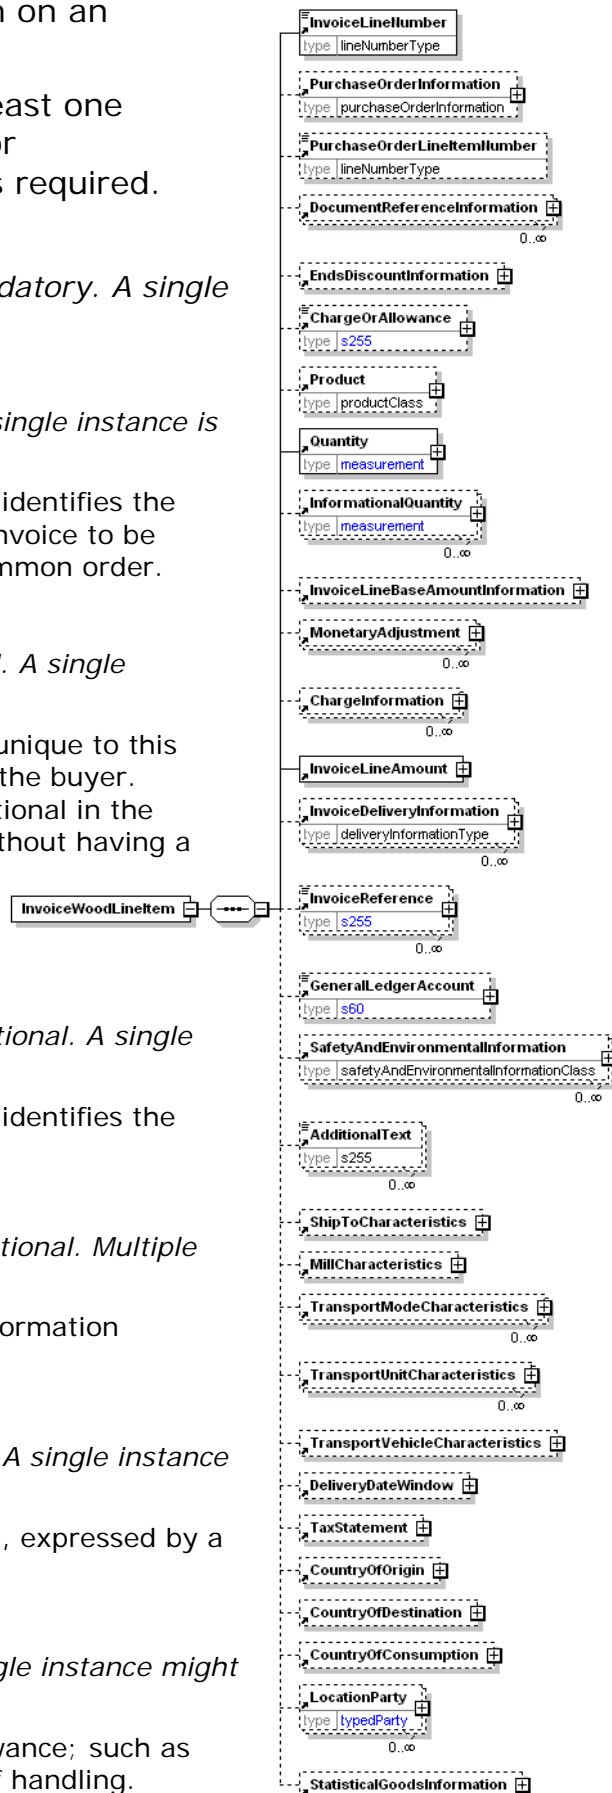 n on an
east one
or
s required.
datory. A single
single instance is
identifies the
nvoice to be
mmon order.
l. A single
unique to this
the buyer.
tional in the
ithout having a
tional. A single
identifies the
tional. Multiple
formation
A single instance
, expressed by a
gle instance might
vance; such as
f handling.
InvoiceWoodLineItem
InvoiceLineNumber
type lineNumberType
PurchaseOrderInformation
type purchaseOrderInformation
PurchaseOrderLineItemNumber
type lineNumberType
DocumentReferenceInformation
0..∞
EndsDiscountInformation
ChargeOrAllowance
type s255
Product
type productClass
Quantity
type measurement
InformationalQuantity
type measurement
0..∞
InvoiceLineBaseAmountInformation
MonetaryAdjustment
0..∞
ChargeInformation
0..∞
InvoiceLineAmount
InvoiceDeliveryInformation
type deliveryInformationType
0..∞
InvoiceReference
type s255
0..∞
GeneralLedgerAccount
type s60
SafetyAndEnvironmentalInformation
type safetyAndEnvironmentalInformationClass
0..∞
AdditionalText
type s255
0..∞
ShipToCharacteristics
MillCharacteristics
TransportModeCharacteristics
0..∞
TransportUnitCharacteristics
0..∞
TransportVehicleCharacteristics
DeliveryDateWindow
TaxStatement
CountryOfOrigin
CountryOfDestination
CountryOfConsumption
LocationParty
type typedParty
0..∞
StatisticalGoodsInformation